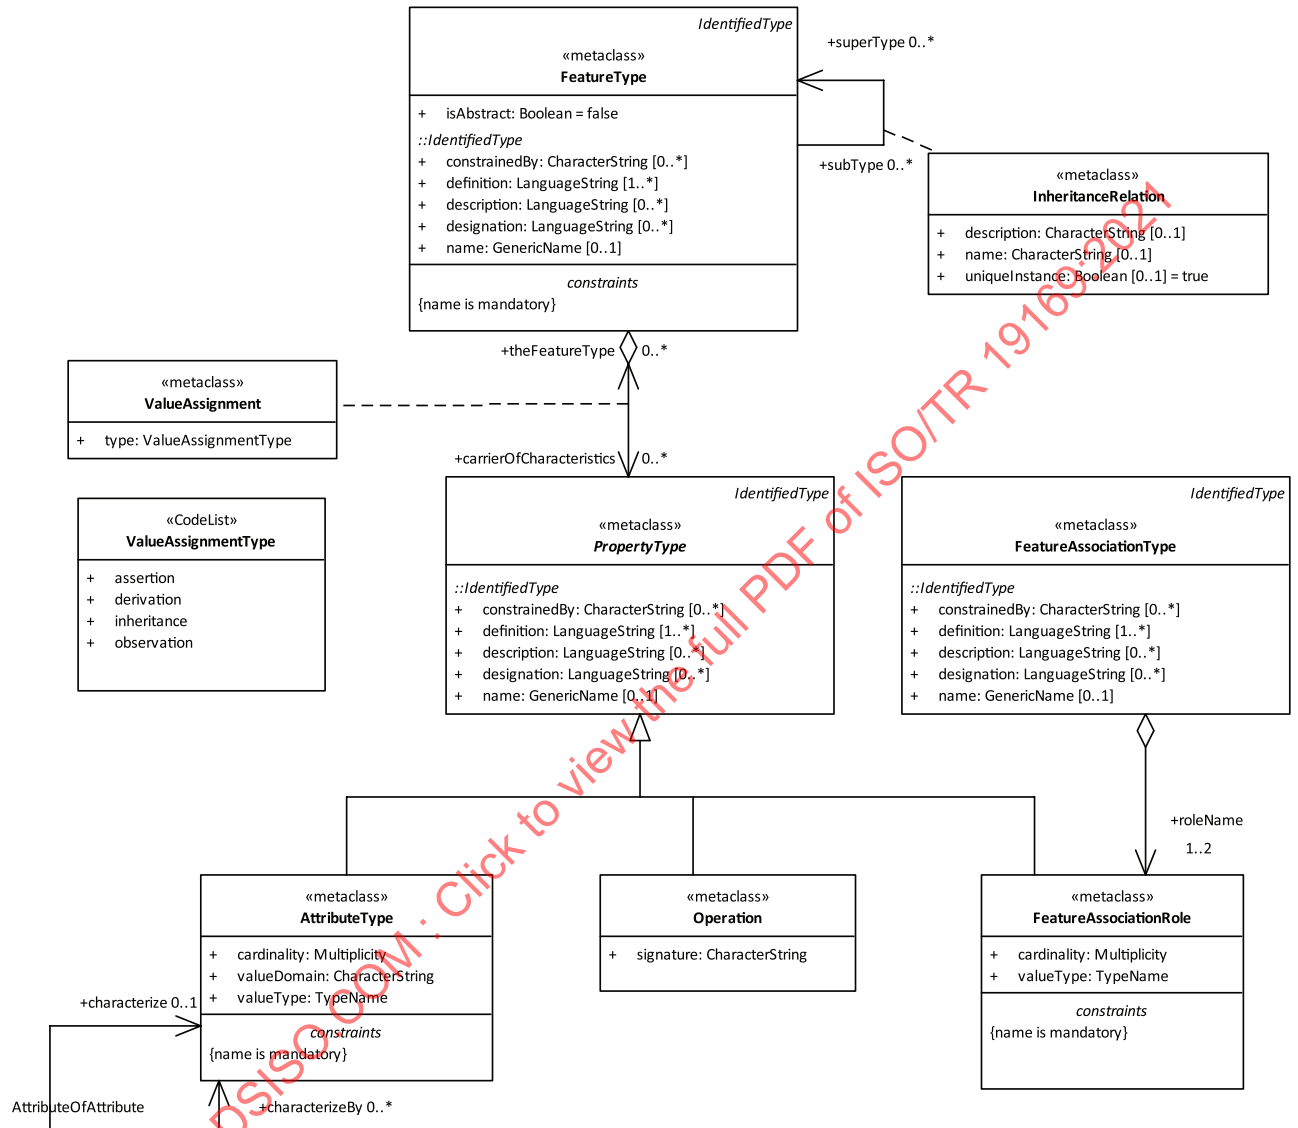 IdentifiedType
«metaclass»
FeatureType
+ isAbstract: Boolean = false
::IdentifiedType
+ constrainedBy: CharacterString [0..*]
+ definition: LanguageString [1..*]
+ description: LanguageString [0..*]
+ designation: LanguageString [0..*]
+ name: GenericName [0..1]
constraints
{name is mandatory}
+superType 0..*
+subType 0..*
«metaclass»
InheritanceRelation
+ description: CharacterString [0..1]
+ name: CharacterString [0..1]
+ uniqueInstance: Boolean [0..1] = true
+theFeatureType 0..*
«metaclass»
ValueAssignment
+ type: ValueAssignmentType
+carrierOfCharacteristics 0..*
«CodeList»
ValueAssignmentType
+ assertion
+ derivation
+ inheritance
+ observation
IdentifiedType
«metaclass»
PropertyType
::IdentifiedType
+ constrainedBy: CharacterString [0..*]
+ definition: LanguageString [1..*]
+ description: LanguageString [0..*]
+ designation: LanguageString [0..*]
+ name: GenericName [0..1]
IdentifiedType
«metaclass»
FeatureAssociationType
::IdentifiedType
+ constrainedBy: CharacterString [0..*]
+ definition: LanguageString [1..*]
+ description: LanguageString [0..*]
+ designation: LanguageString [0..*]
+ name: GenericName [0..1]
+roleName
1..2
«metaclass»
AttributeType
+ cardinality: Multiplicity
+ valueDomain: CharacterString
+ valueType: TypeName
constraints
{name is mandatory}
«metaclass»
Operation
+ signature: CharacterString
«metaclass»
FeatureAssociationRole
+ cardinality: Multiplicity
+ valueType: TypeName
constraints
{name is mandatory}
+characterize 0..1
AttributeOfAttribute
+characterizeBy 0..*
DSISO.COM : Click to view the full PDF of ISO/TR 19169:2021